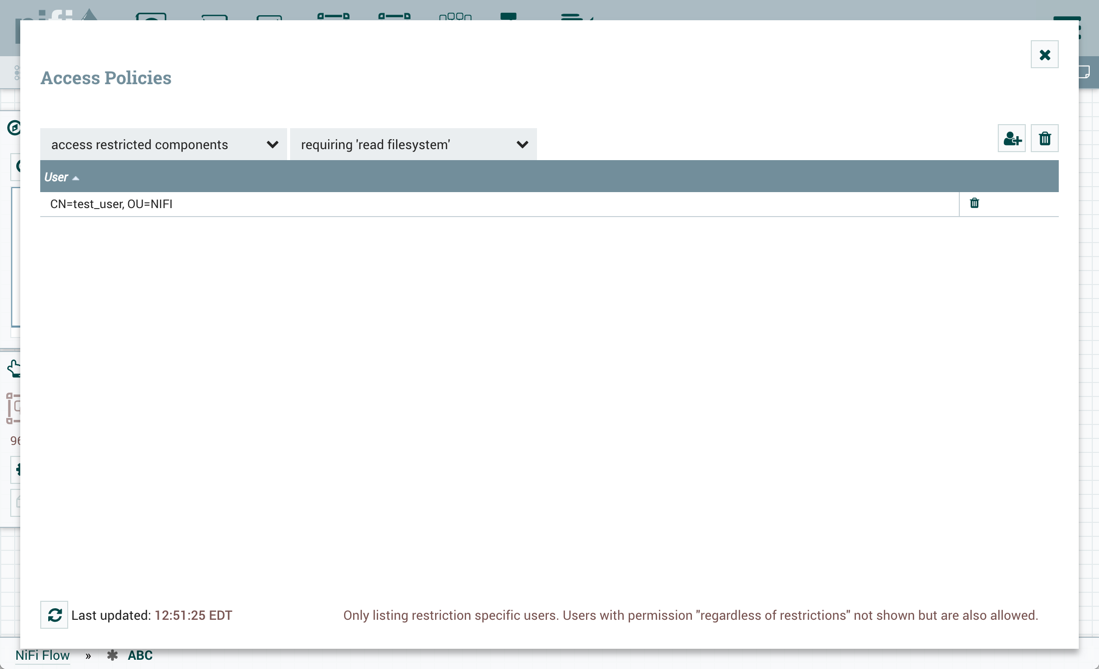 nifi
Access Policies
access restricted components
requiring 'read filesystem'
User
CN=test_user, OU=NIFI
96
Last updated: 12:51:25 EDT
Only listing restriction specific users. Users with permission "regardless of restrictions" not shown but are also allowed.
NiFi Flow » ABC